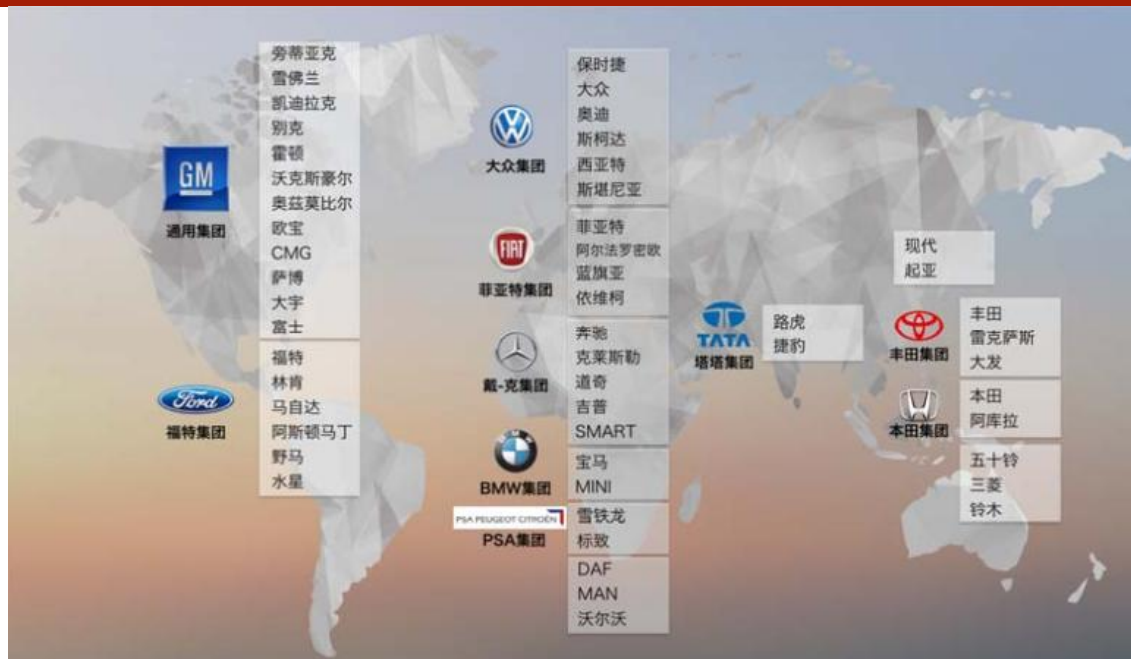 GM
通用集团
旁蒂亚克
雪佛兰
凯迪拉克
别克
霍顿
沃克斯豪尔
奥兹莫比尔
欧宝
CMG
萨博
大宇
富士
Ford
福特集团
福特
林肯
马自达
阿斯顿马丁
野马
水星
大众集团
保时捷
大众
奥迪
斯柯达
西亚特
斯堪尼亚
FIAT
菲亚特集团
菲亚特
阿尔法罗密欧
蓝旗亚
依维柯
戴-克集团
奔驰
克莱斯勒
道奇
吉普
SMART
BMW
BMW集团
宝马
MINI
PSA PEUGEOT CITROËN
PSA集团
雪铁龙
标致
DAF
MAN
沃尔沃
TATA
塔塔集团
路虎
捷豹
现代
起亚
丰田集团
丰田
雷克萨斯
大发
本田集团
本田
阿库拉
五十铃
三菱
铃木